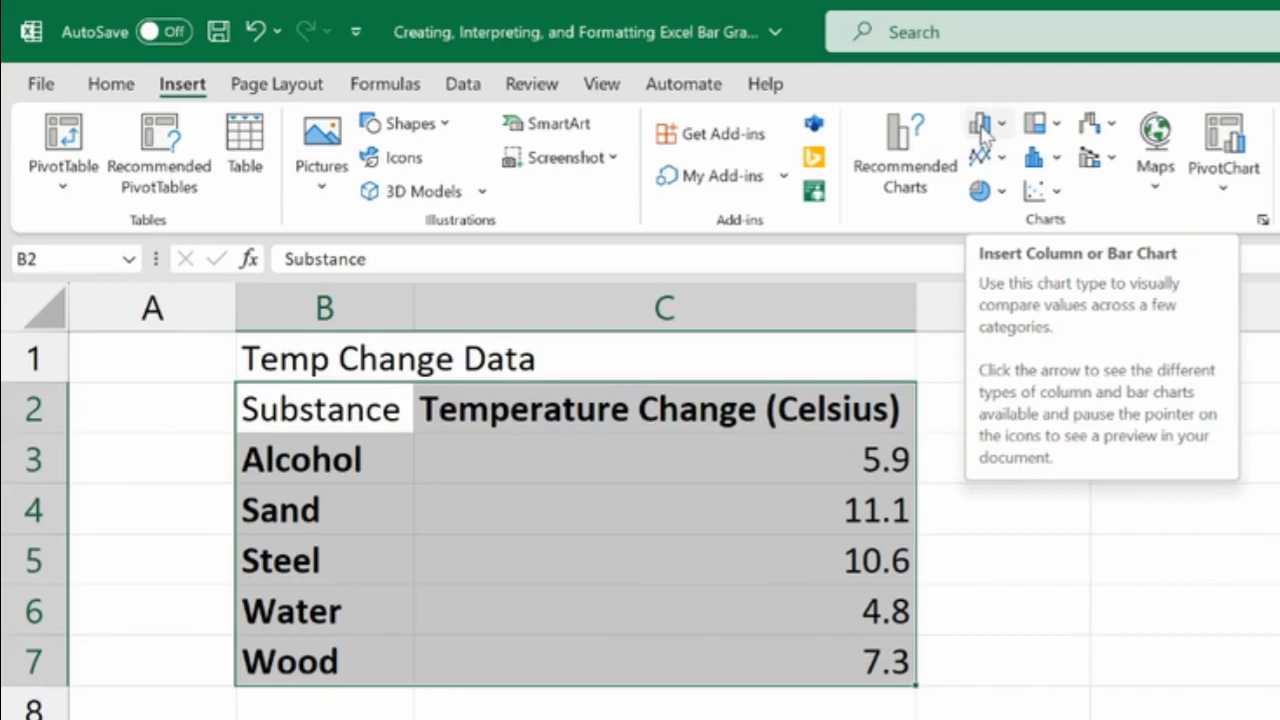 AutoSave Off Creating, Interpreting, and Formatting Excel Bar Gra... Search
File Home Insert Page Layout Formulas Data Review View Automate Help
PivotTable
Recommended
PivotTables
Table
Tables
Pictures
Shapes
Icons
3D Models
SmartArt
Screenshot
Illustrations
Get Add-ins
My Add-ins
Add-ins
Recommended
Charts
Maps
PivotChart
Charts
B2 fx Substance
Insert Column or Bar Chart
Use this chart type to visually
compare values across a few
categories.
Click the arrow to see the different
types of column and bar charts
available and pause the pointer on
the icons to see a preview in your
document.
A B C
1 Temp Change Data
2 Substance Temperature Change (Celsius)
3 Alcohol 5.9
4 Sand 11.1
5 Steel 10.6
6 Water 4.8
7 Wood 7.3
8